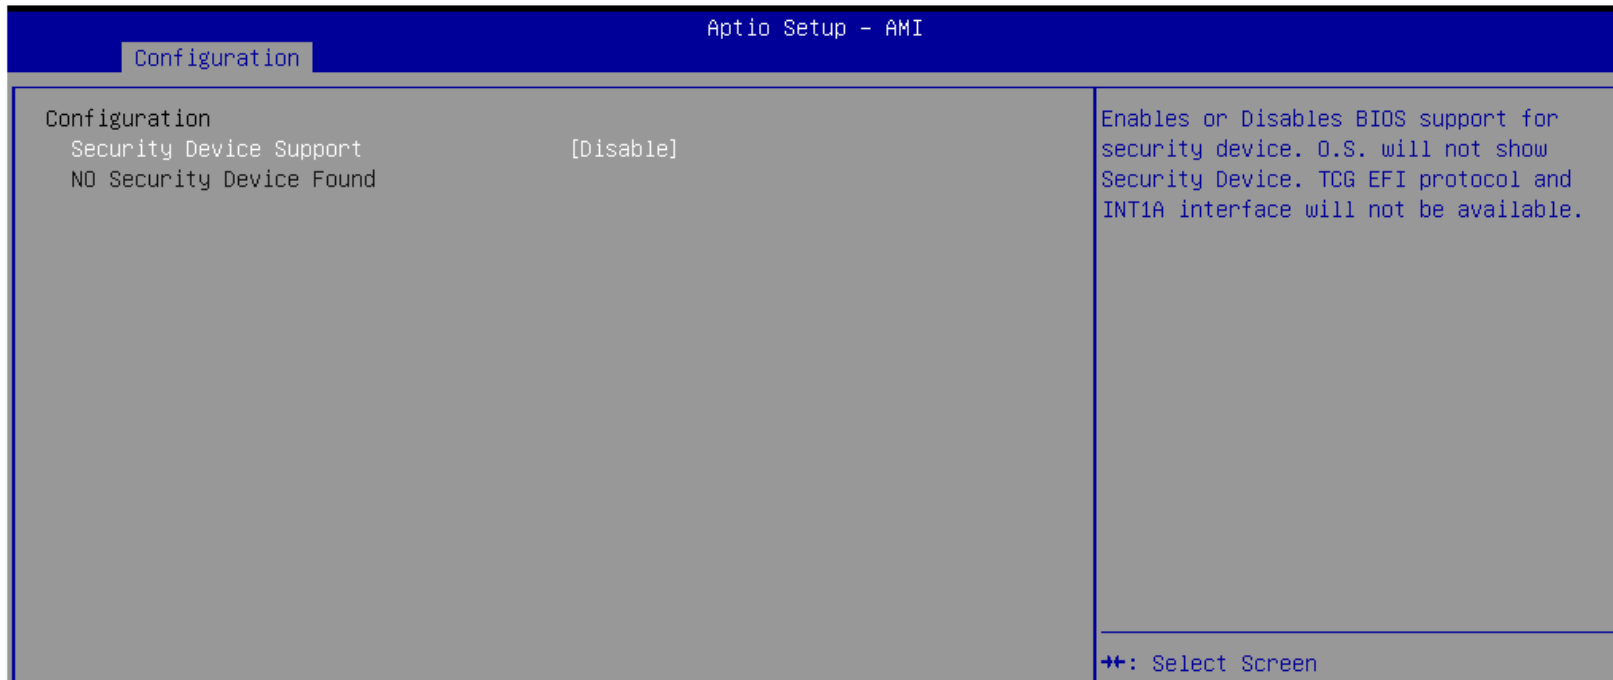 Aptio Setup – AMI
Configuration
Configuration
Security Device Support [Disable]
NO Security Device Found
Enables or Disables BIOS support for
security device. O.S. will not show
Security Device. TCG EFI protocol and
INT1A interface will not be available.
→←: Select Screen